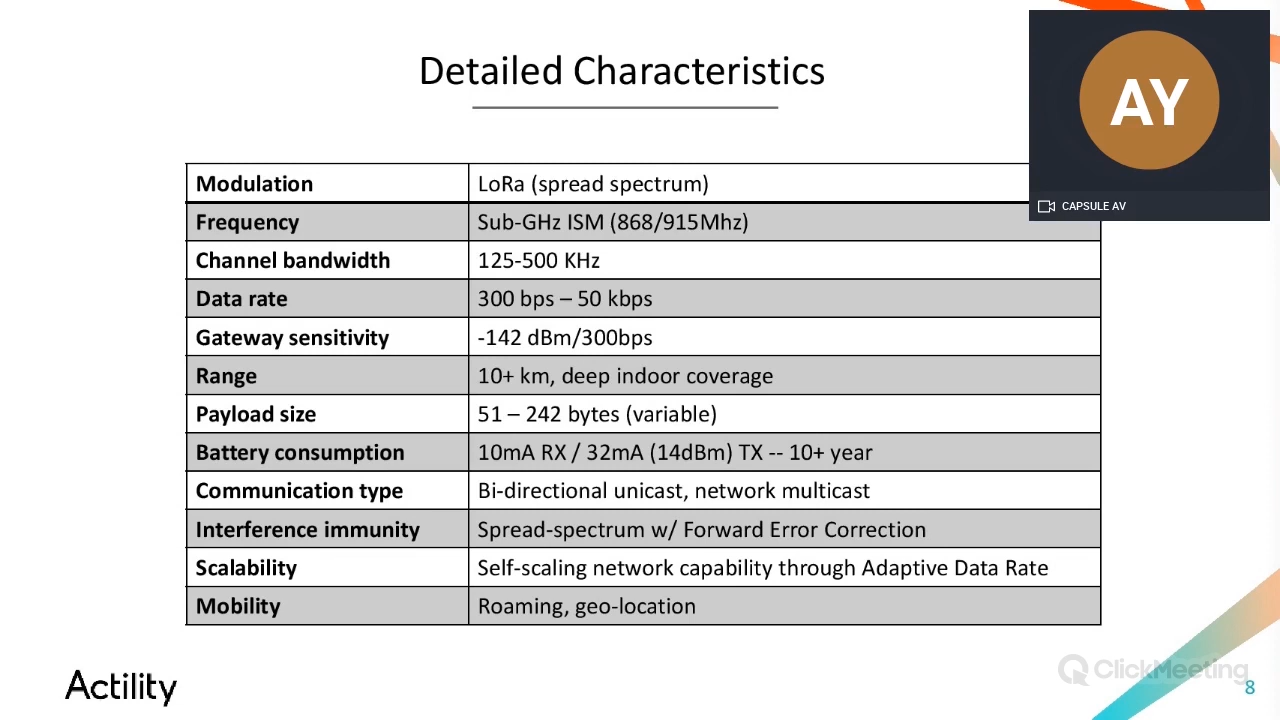 Detailed Characteristics
AY
CAPSULE AV
Modulation LoRa (spread spectrum)
Frequency Sub-GHz ISM (868/915Mhz)
Channel bandwidth 125-500 KHz
Data rate 300 bps – 50 kbps
Gateway sensitivity -142 dBm/300bps
Range 10+ km, deep indoor coverage
Payload size 51 – 242 bytes (variable)
Battery consumption 10mA RX / 32mA (14dBm) TX -- 10+ year
Communication type Bi-directional unicast, network multicast
Interference immunity Spread-spectrum w/ Forward Error Correction
Scalability Self-scaling network capability through Adaptive Data Rate
Mobility Roaming, geo-location
Actility
ClickMeeting
8